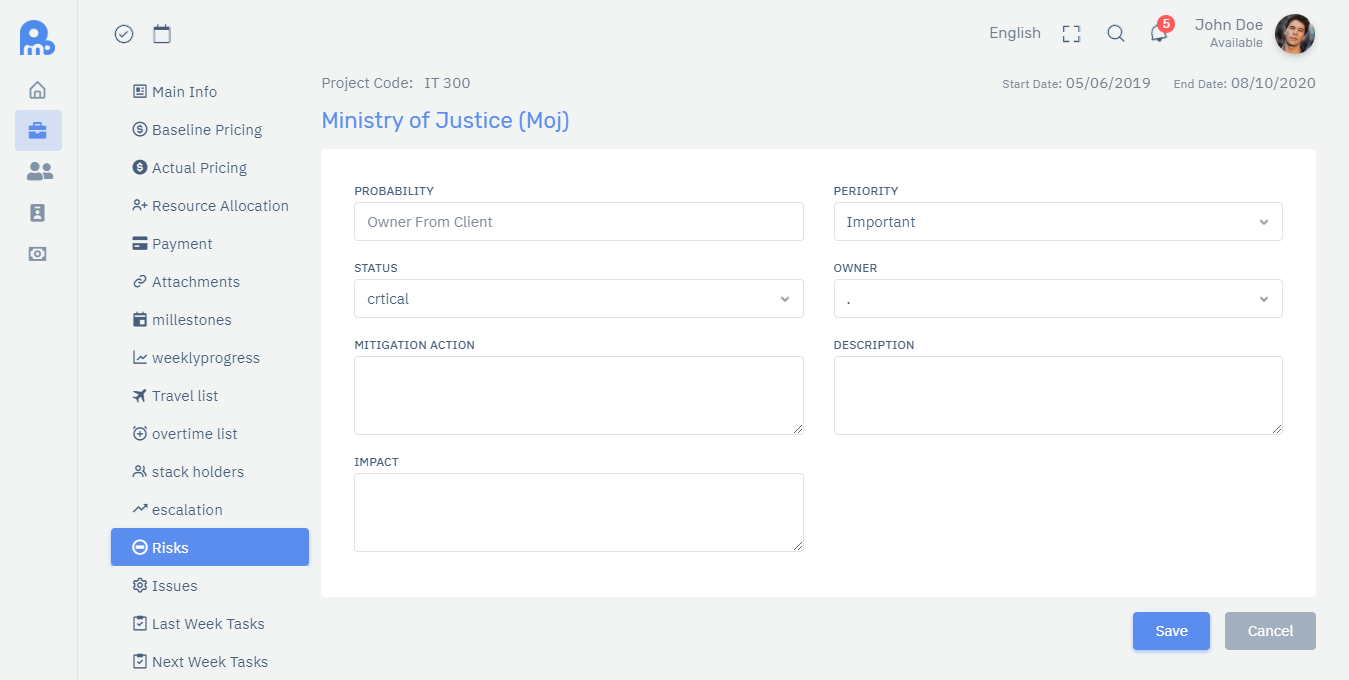 English
5
John Doe
Available
Main Info
Baseline Pricing
Actual Pricing
Resource Allocation
Payment
Attachments
millestones
weeklyprogress
Travel list
overtime list
stack holders
escalation
Risks
Issues
Last Week Tasks
Next Week Tasks
Project Code: IT 300
Start Date: 05/06/2019 End Date: 08/10/2020
Ministry of Justice (Moj)
PROBABILITY
Owner From Client
PERIORITY
Important
STATUS
crtical
OWNER
.
MITIGATION ACTION
DESCRIPTION
IMPACT
Save
Cancel